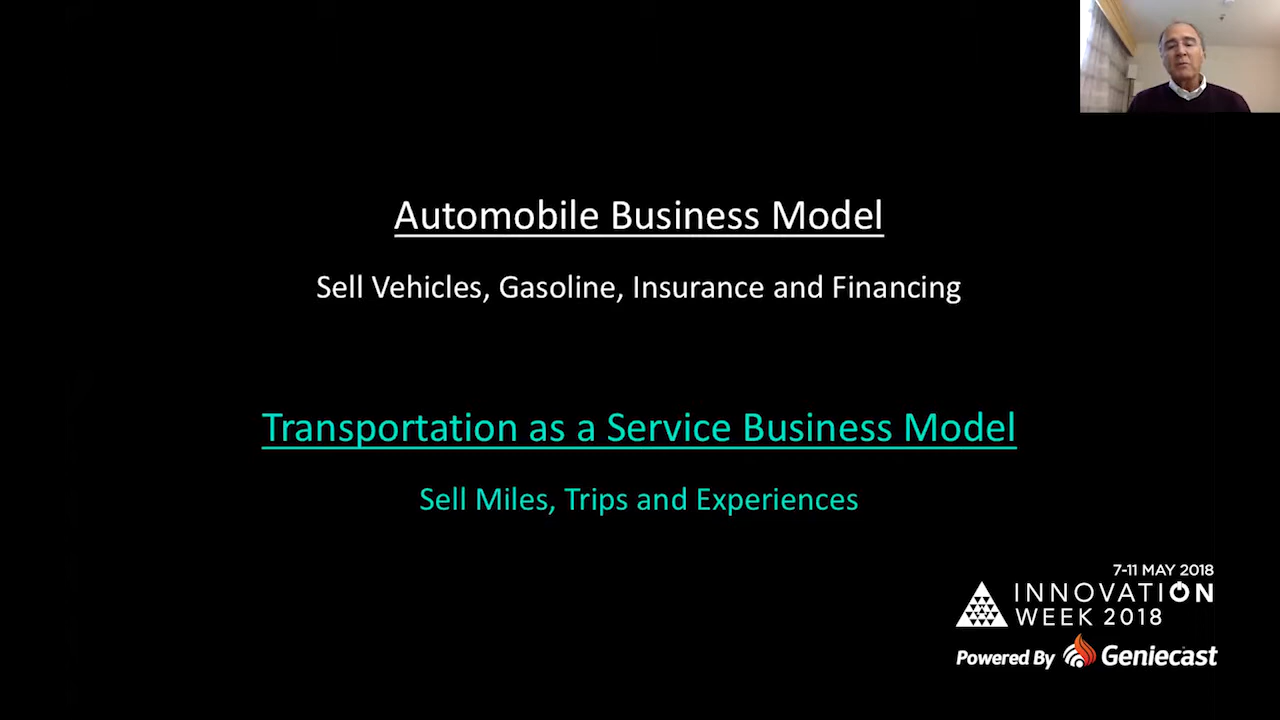 Automobile Business Model
Sell Vehicles, Gasoline, Insurance and Financing
Transportation as a Service Business Model
Sell Miles, Trips and Experiences
7-11 MAY 2018
INNOVATION
WEEK 2018
Powered By Geniecast